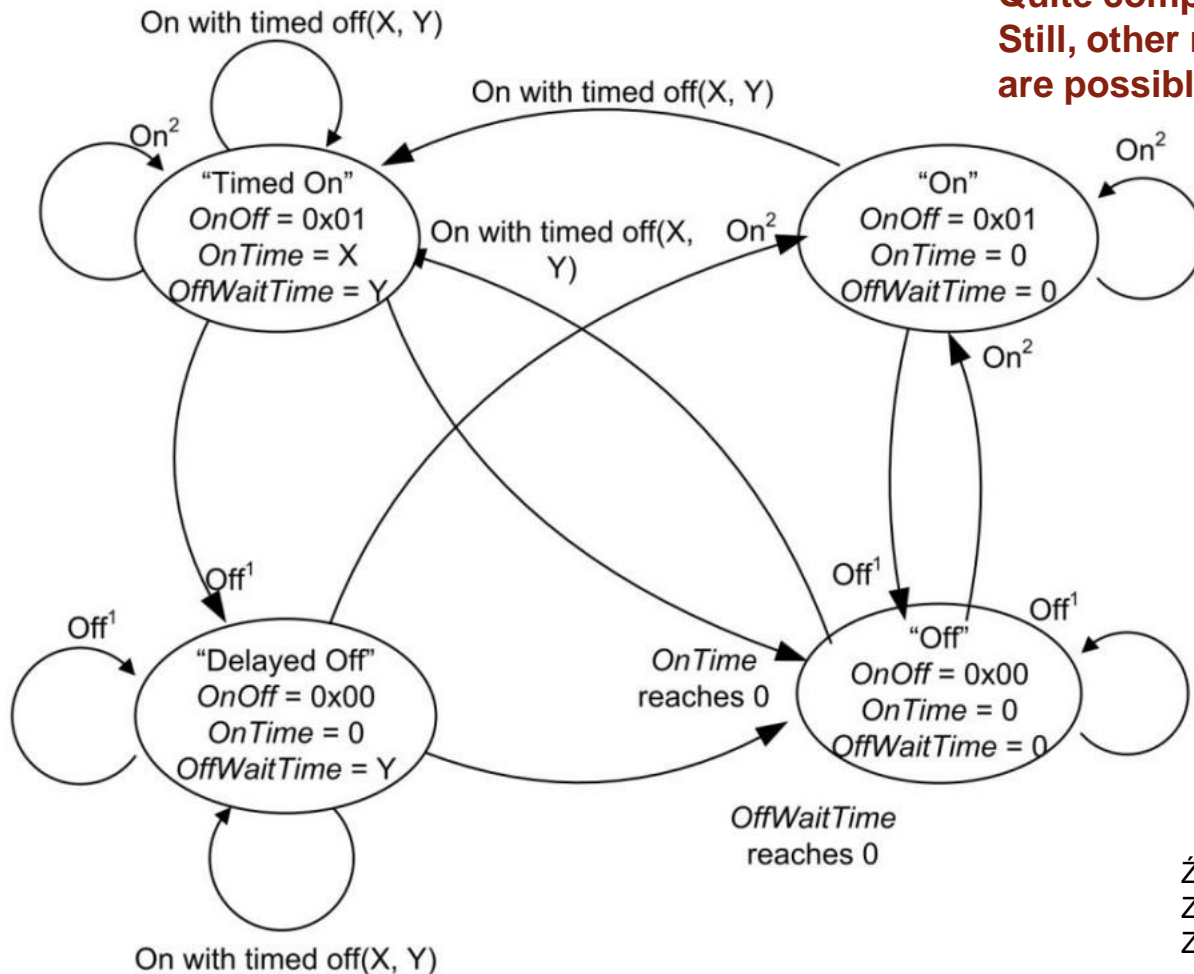 Quite comp
Still, other
are possibl
On with timed off(X, Y)
On with timed off(X, Y)
On²
On²
“Timed On”
OnOff = 0x01
OnTime = X
OffWaitTime = Y
“On”
OnOff = 0x01
OnTime = 0
OffWaitTime = 0
On with timed off(X,
Y)
On²
On²
Off¹
Off¹
Off¹
Off¹
“Delayed Off”
OnOff = 0x00
OnTime = 0
OffWaitTime = Y
“Off”
OnOff = 0x00
OnTime = 0
OffWaitTime = 0
OnTime
reaches 0
OffWaitTime
reaches 0
On with timed off(X, Y)
Ź
Z
Z